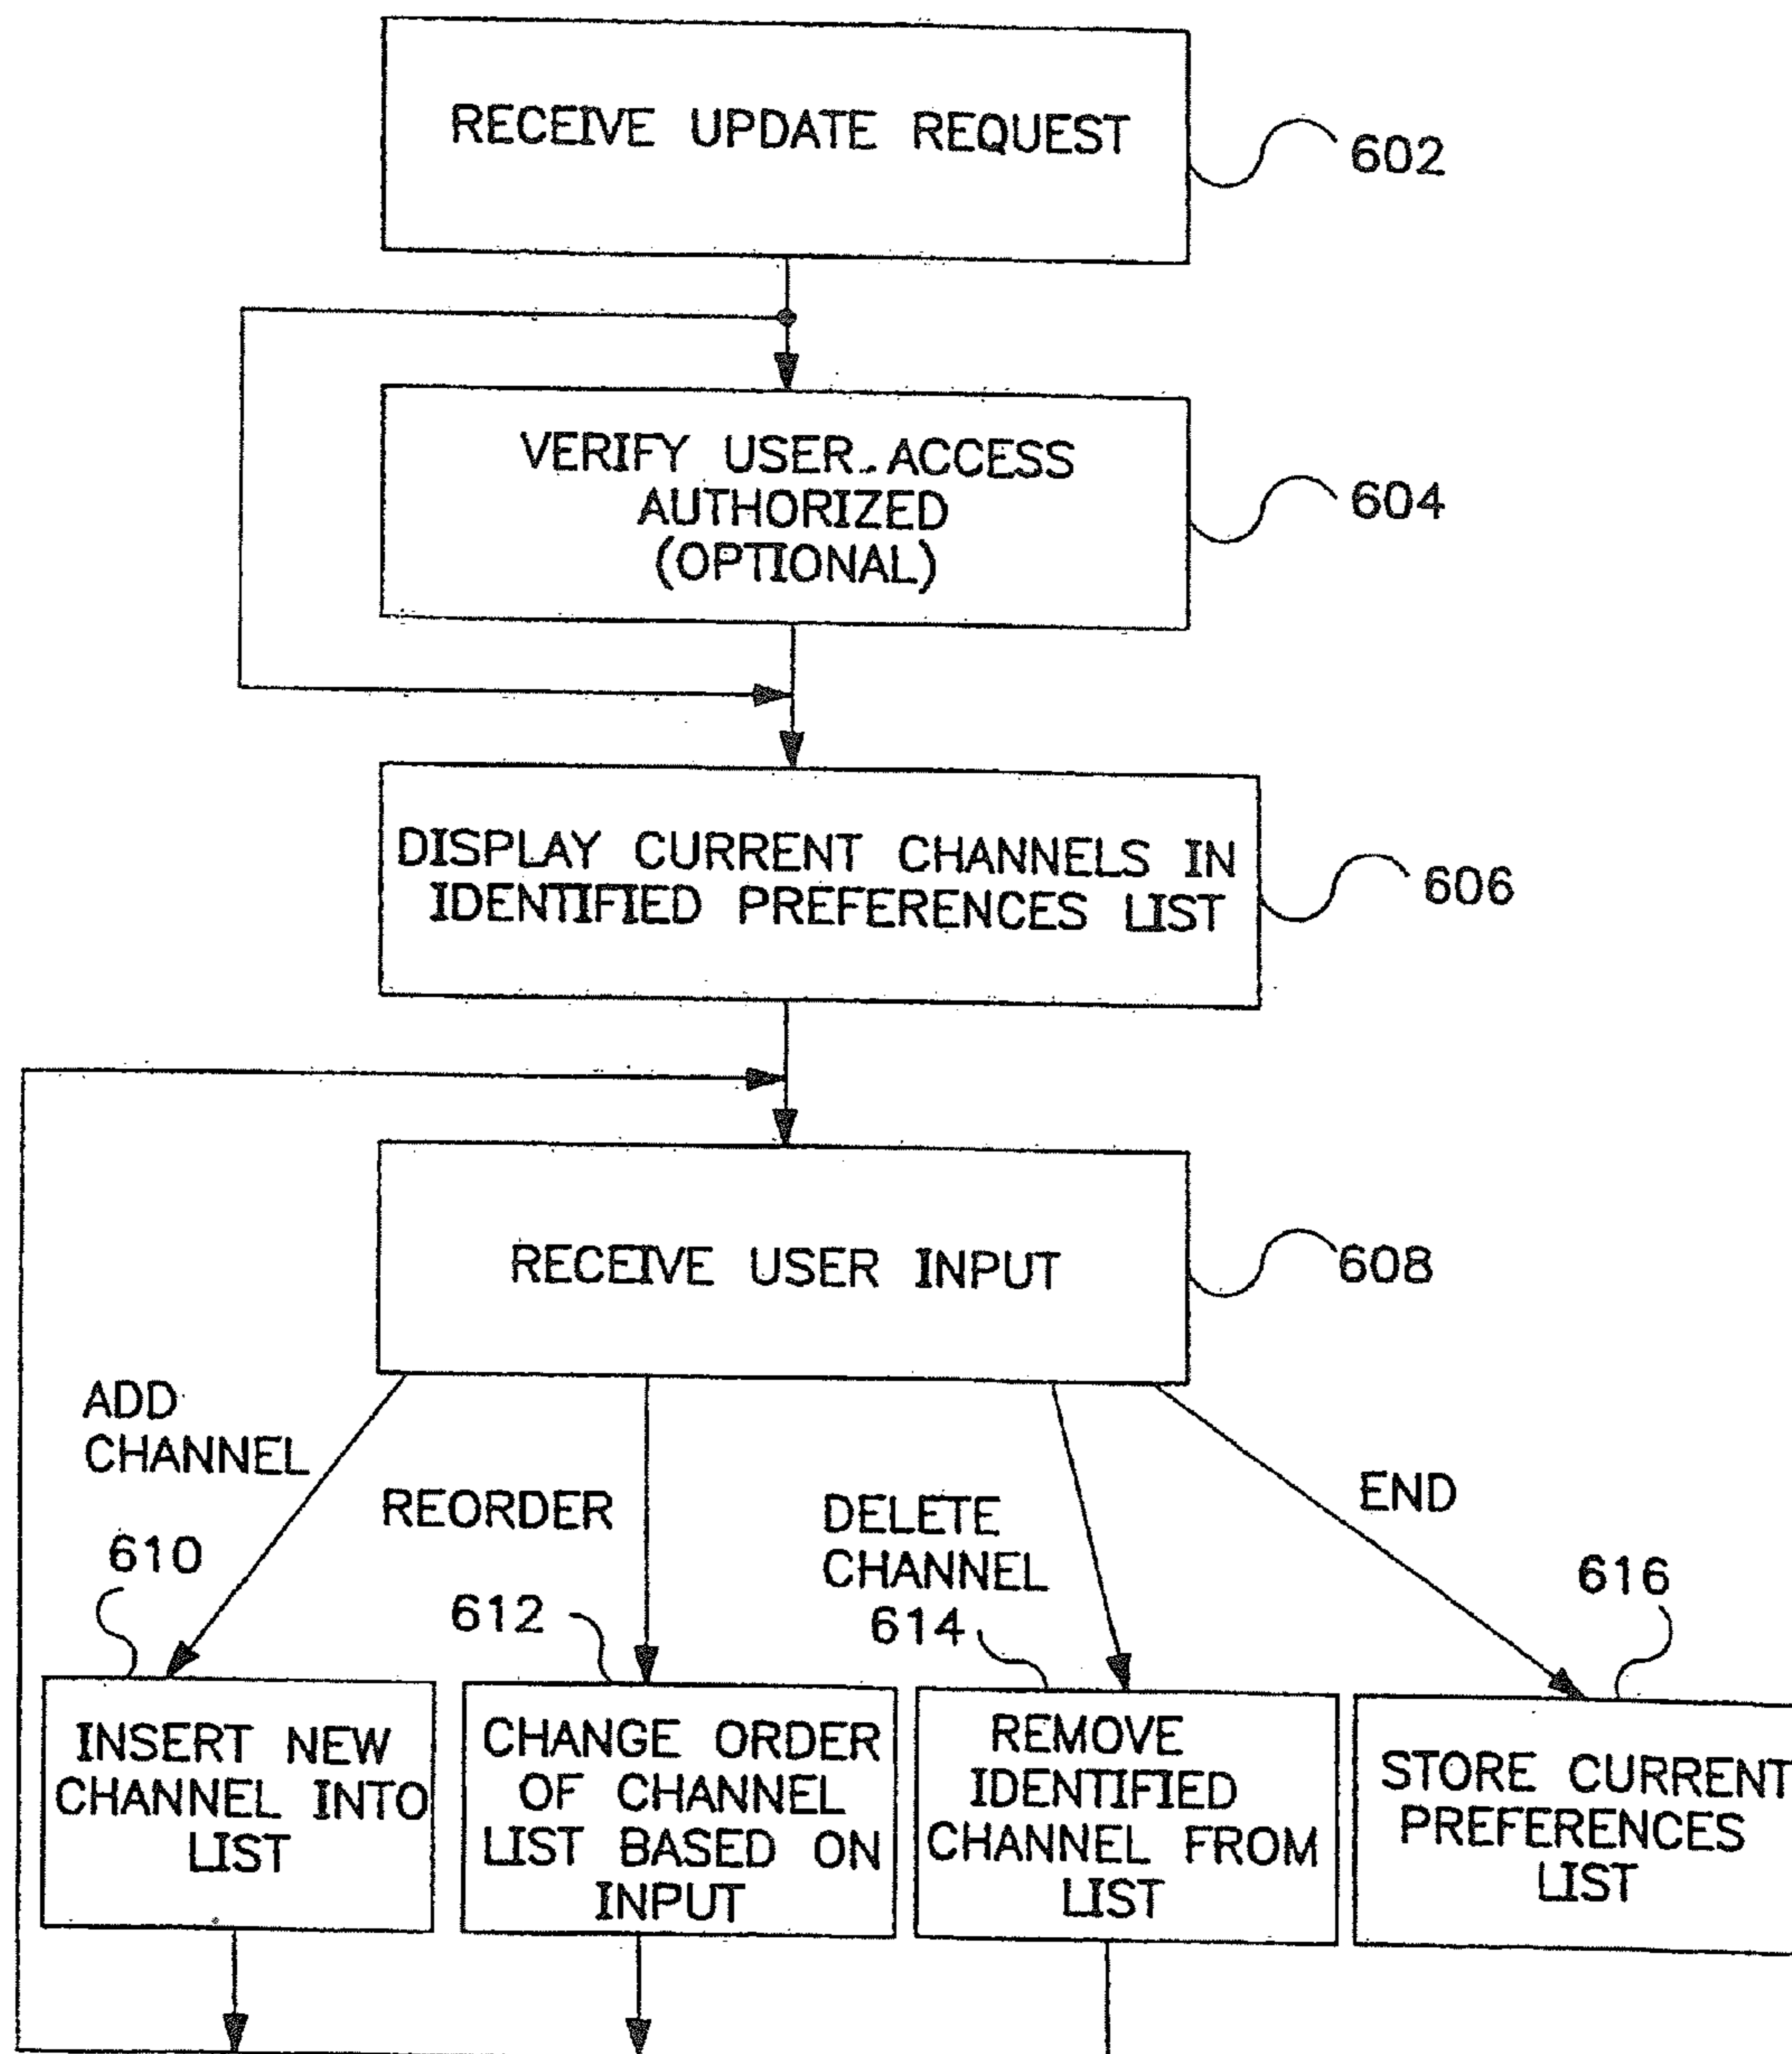 RECEIVE UPDATE REQUEST
602
VERIFY USER ACCESS
AUTHORIZED
(OPTIONAL)
604
DISPLAY CURRENT CHANNELS IN
IDENTIFIED PREFERENCES LIST
606
RECEIVE USER INPUT
608
ADD
CHANNEL
610
REORDER
612
DELETE
CHANNEL
614
END
616
INSERT NEW
CHANNEL INTO
LIST
CHANGE ORDER
OF CHANNEL
LIST BASED ON
INPUT
REMOVE
IDENTIFIED
CHANNEL FROM
LIST
STORE CURRENT
PREFERENCES
LIST